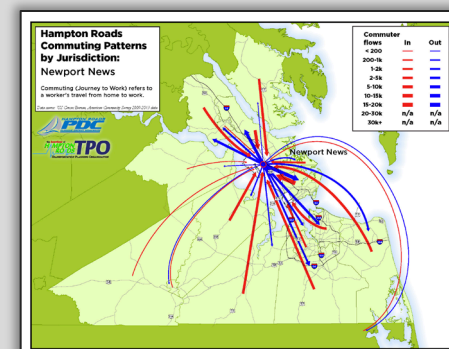 Hampton Roads
Commuting Patterns
by Jurisdiction:
Newport News
Commuting (Journey to Work) refers to
a worker's travel from home to work.
HAMPTON ROADS
PDC
TPO
Newport News
Commuter
flows In Out
< 200
200-1k
1-2k
2-5k
5-10k
10-15k
15-20k
20-30k n/a n/a
30k+ n/a n/a